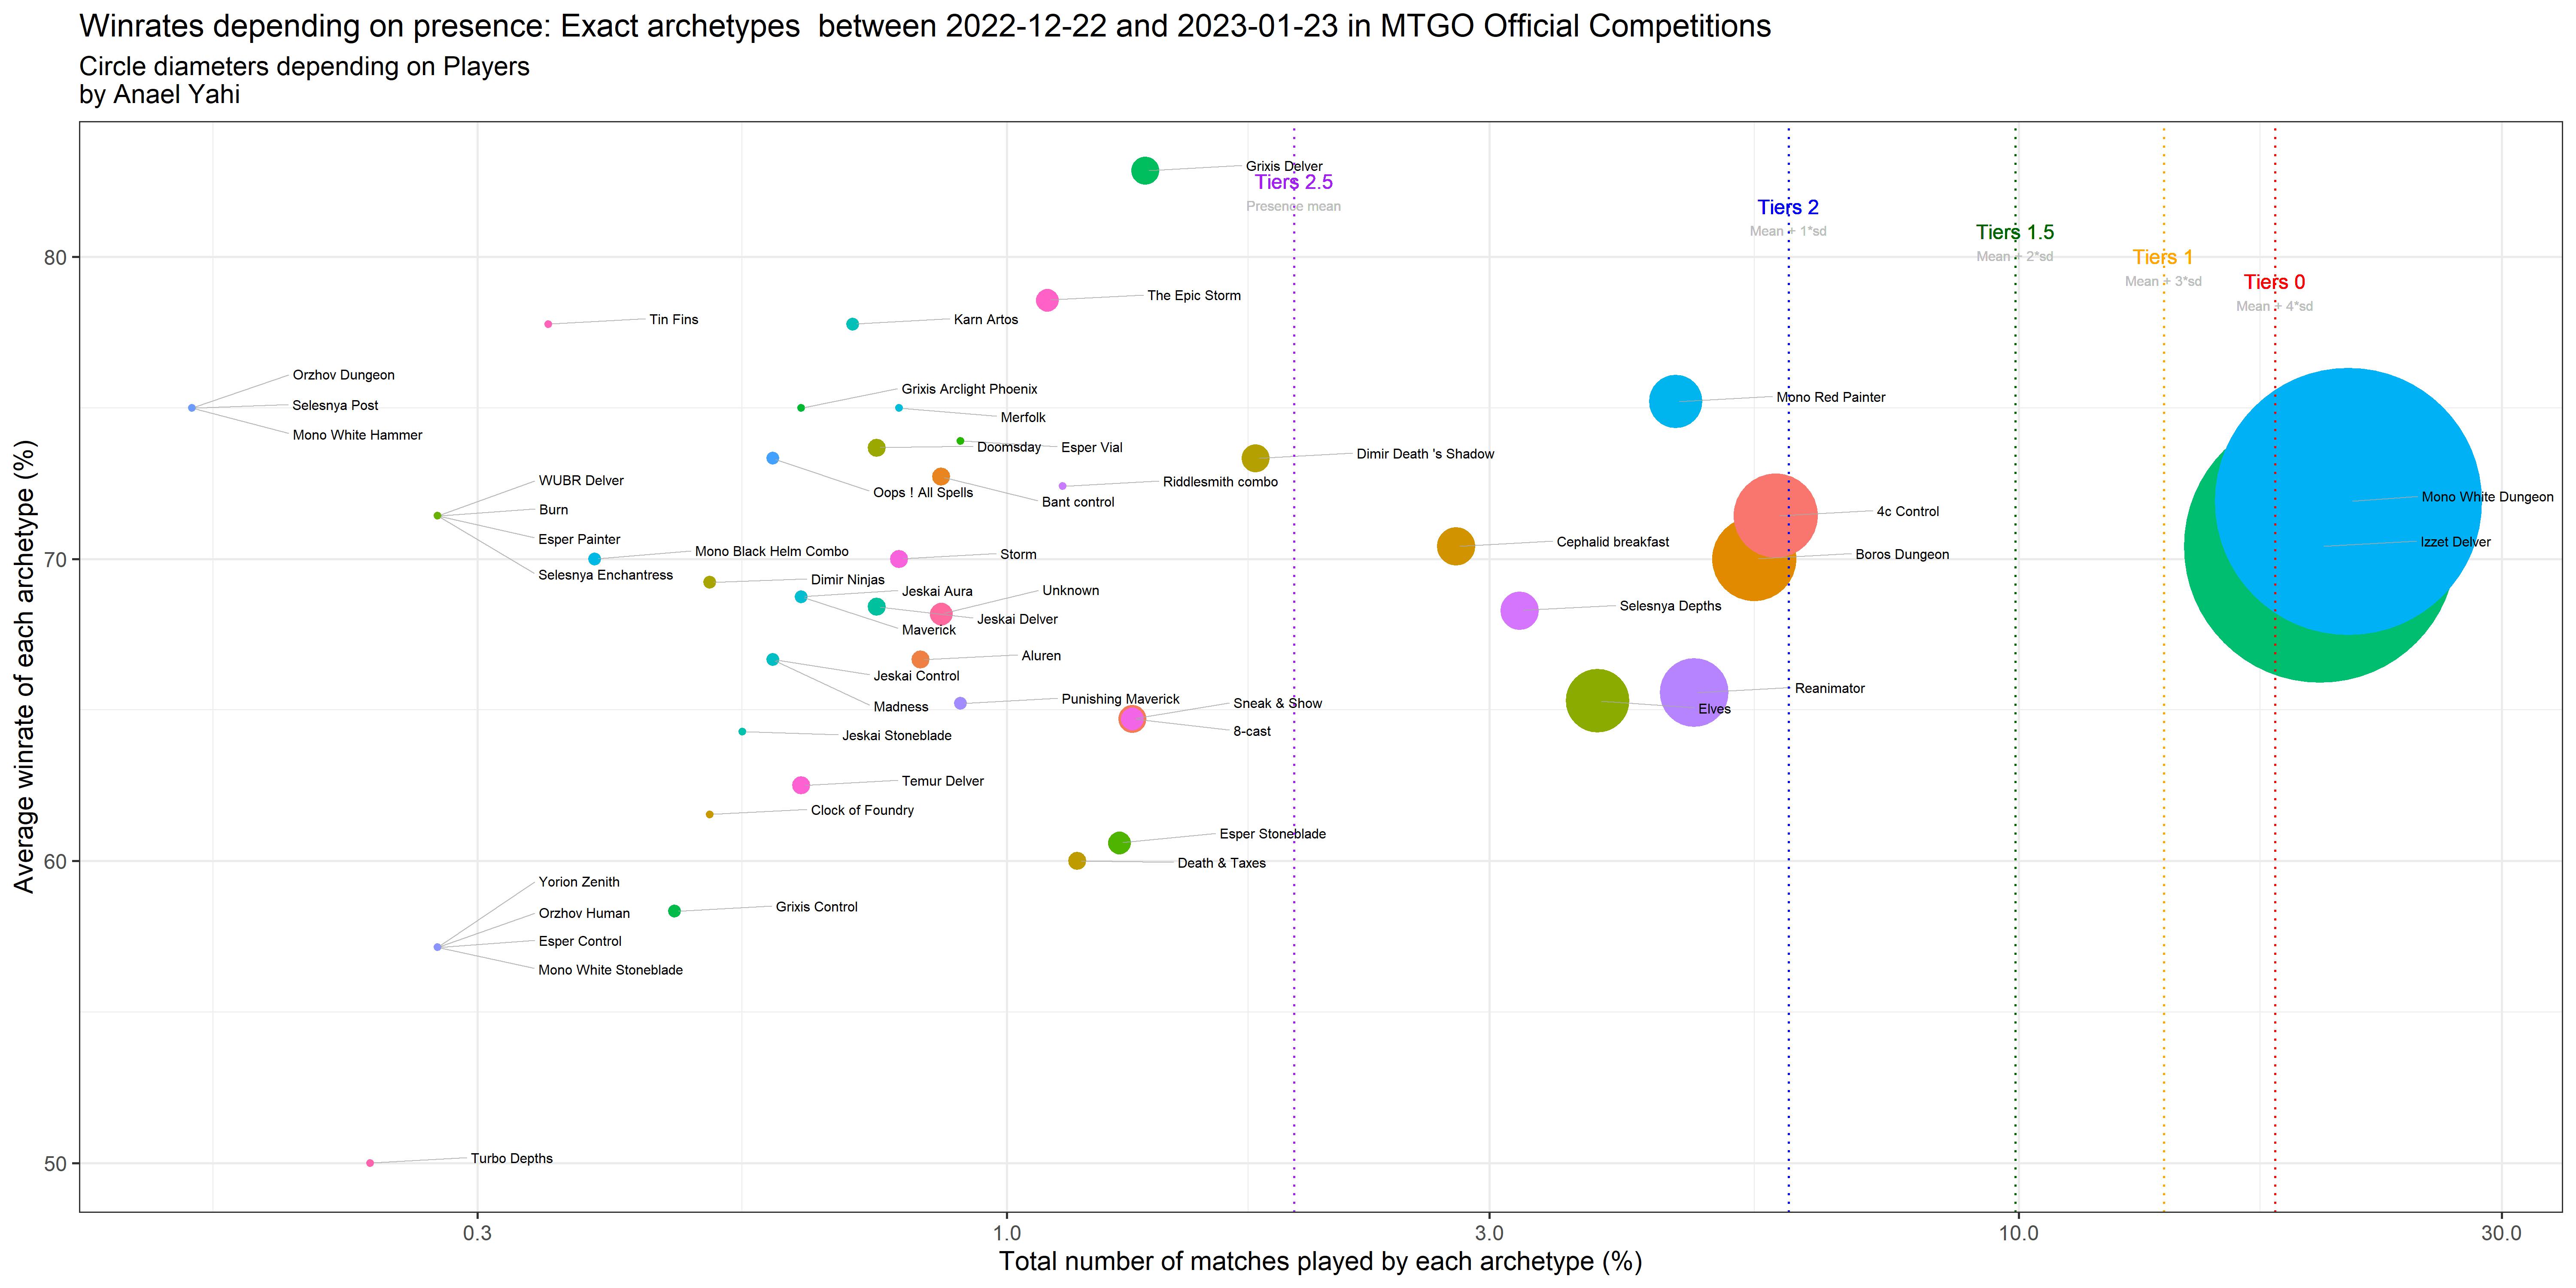 Winrates depending on presence: Exact archetypes  between 2022-12-22 and 2023-01-23 in MTGO Official Competitions
Circle diameters depending on Players
by Anael Yahi
Average winrate of each archetype (%)
80
70
60
50
Grixis Delver
Tiers 2.5
Presence mean
Tiers 2
Mean + 1*sd
Tiers 1.5
Mean + 2*sd
Tiers 1
Mean + 3*sd
Tiers 0
Mean + 4*sd
The Epic Storm
Tin Fins
Karn Artos
Orzhov Dungeon
Selesnya Post
Mono White Hammer
Grixis Arclight Phoenix
Merfolk
Mono Red Painter
Doomsday
Esper Vial
Dimir Death 's Shadow
Oops ! All Spells
Bant control
Riddlesmith combo
WUBR Delver
Burn
Esper Painter
Selesnya Enchantress
Mono White Dungeon
4c Control
Izzet Delver
Cephalid breakfast
Boros Dungeon
Mono Black Helm Combo
Storm
Dimir Ninjas
Jeskai Aura
Unknown
Jeskai Delver
Maverick
Selesnya Depths
Aluren
Jeskai Control
Madness
Punishing Maverick
Sneak & Show
8-cast
Reanimator
Elves
Jeskai Stoneblade
Temur Delver
Clock of Foundry
Esper Stoneblade
Death & Taxes
Yorion Zenith
Orzhov Human
Esper Control
Mono White Stoneblade
Grixis Control
Turbo Depths
0.3
1.0
3.0
10.0
30.0
Total number of matches played by each archetype (%)